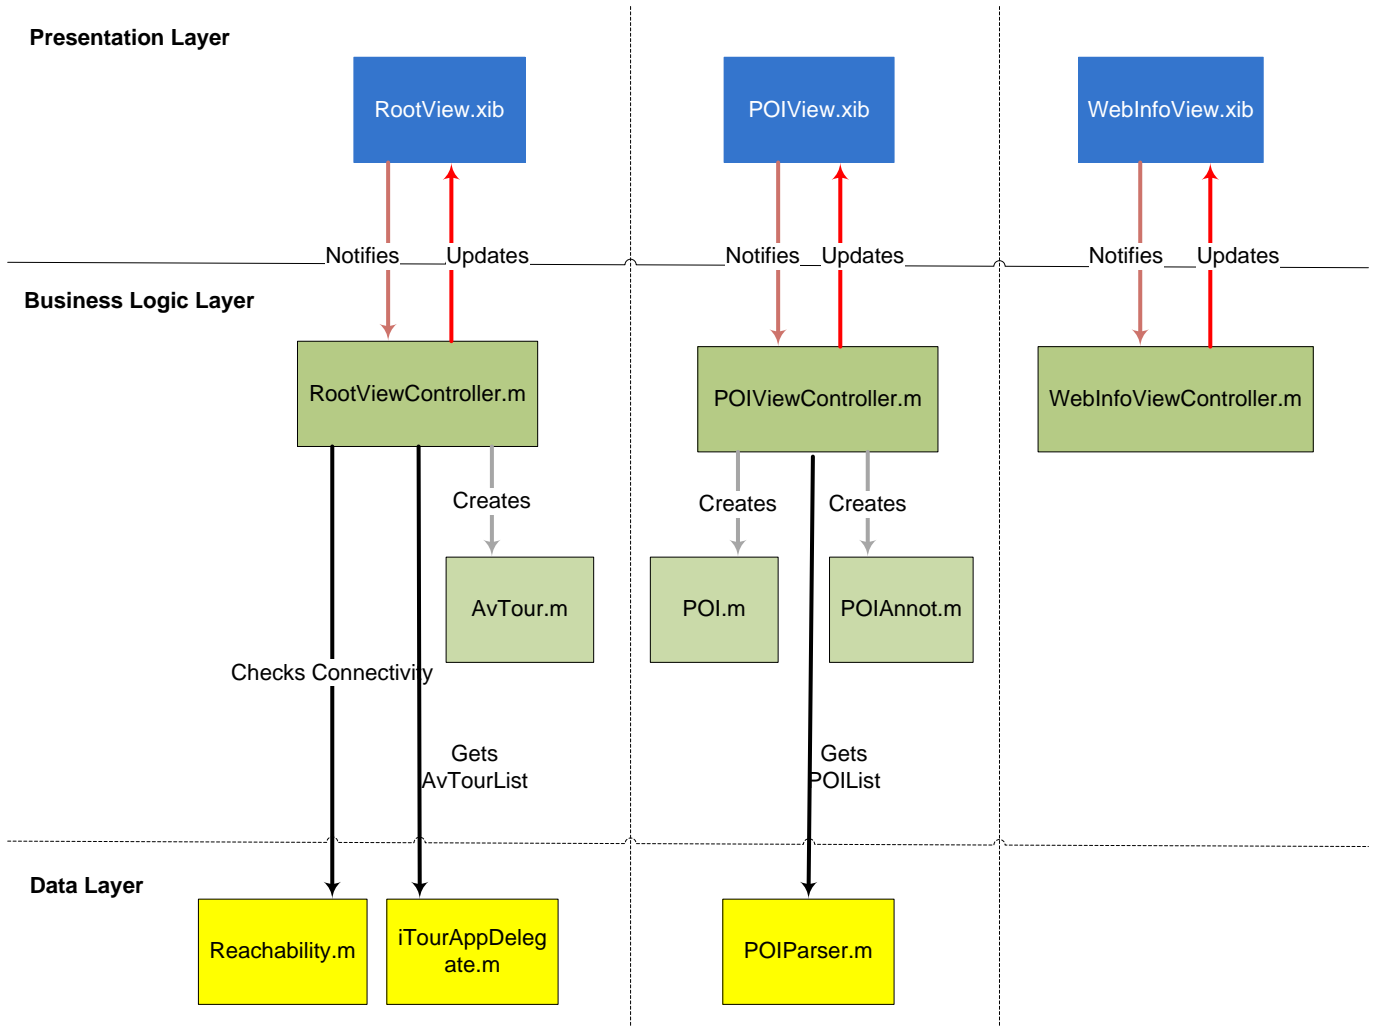 Presentation Layer
RootView.xib
POIView.xib
WebInfoView.xib
Notifies
Updates
Notifies
Updates
Notifies
Updates
Business Logic Layer
RootViewController.m
POIViewController.m
WebInfoViewController.m
Creates
Creates
Creates
AvTour.m
POI.m
POIAnnot.m
Checks Connectivity
Gets
AvTourList
Gets
POIList
Data Layer
Reachability.m
iTourAppDeleg
ate.m
POIParser.m